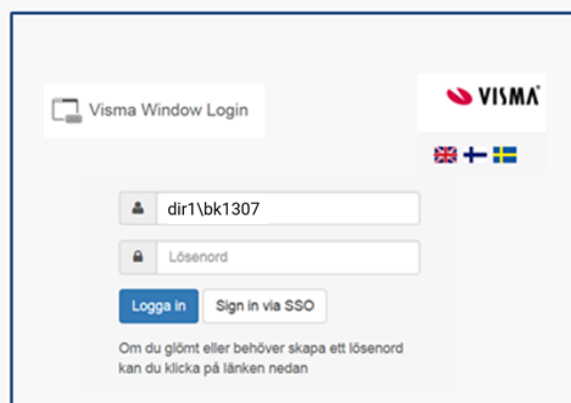 Visma Window Login
VISMA®
dir1\bk1307
Lösenord
Logga in
Sign in via SSO
Om du glömt eller behöver skapa ett lösenord
kan du klicka på länken nedan